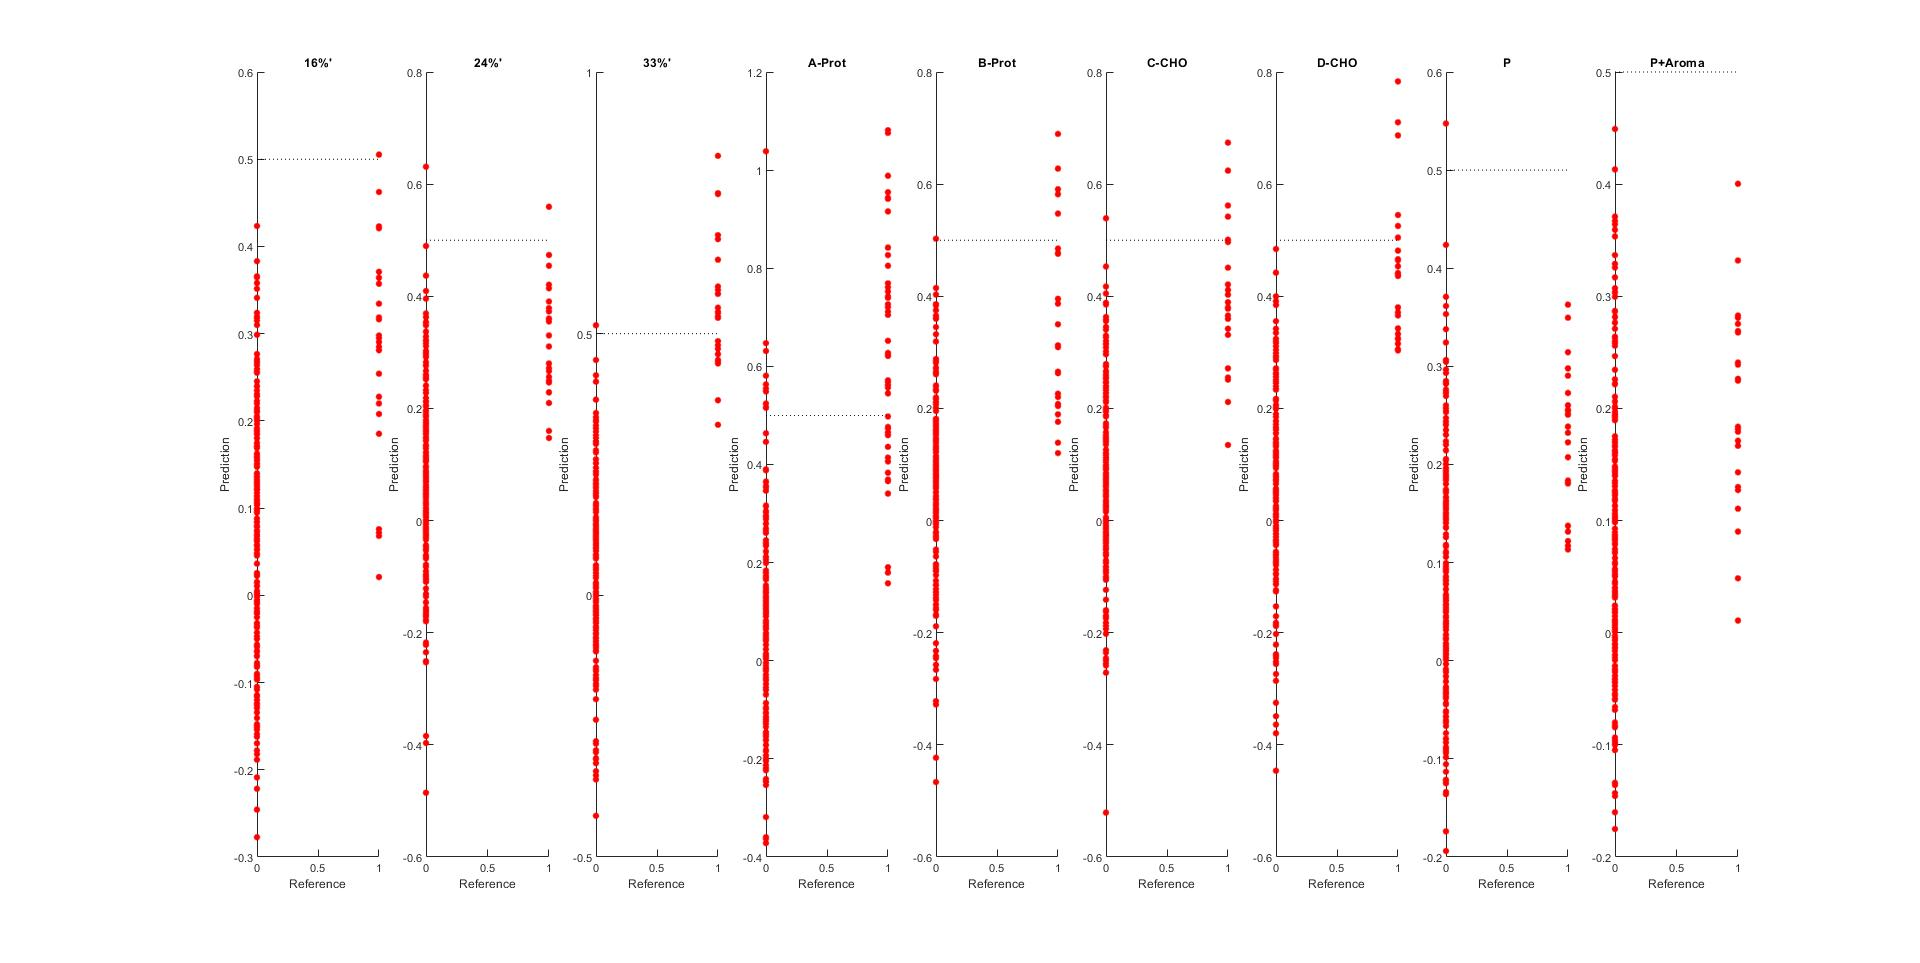 16%'
0.6
0.5
0.4
0.3
0.2
0.1
0
-0.1
-0.2
-0.3
Prediction
0 0.5 1
Reference
24%'
0.8
0.6
0.4
0.2
0
-0.2
-0.4
-0.6
Prediction
0 0.5 1
Reference
33%'
1
0.5
0
-0.5
Prediction
0 0.5 1
Reference
A-Prot
1.2
1
0.8
0.6
0.4
0.2
0
-0.2
-0.4
Prediction
0 0.5 1
Reference
B-Prot
0.8
0.6
0.4
0.2
0
-0.2
-0.4
-0.6
Prediction
0 0.5 1
Reference
C-CHO
0.8
0.6
0.4
0.2
0
-0.2
-0.4
-0.6
Prediction
0 0.5 1
Reference
D-CHO
0.8
0.6
0.4
0.2
0
-0.2
-0.4
-0.6
Prediction
0 0.5 1
Reference
P
0.6
0.5
0.4
0.3
0.2
0.1
0
-0.1
-0.2
Prediction
0 0.5 1
Reference
P+Aroma
0.5
0.4
0.3
0.2
0.1
0
-0.1
-0.2
Prediction
0 0.5 1
Reference